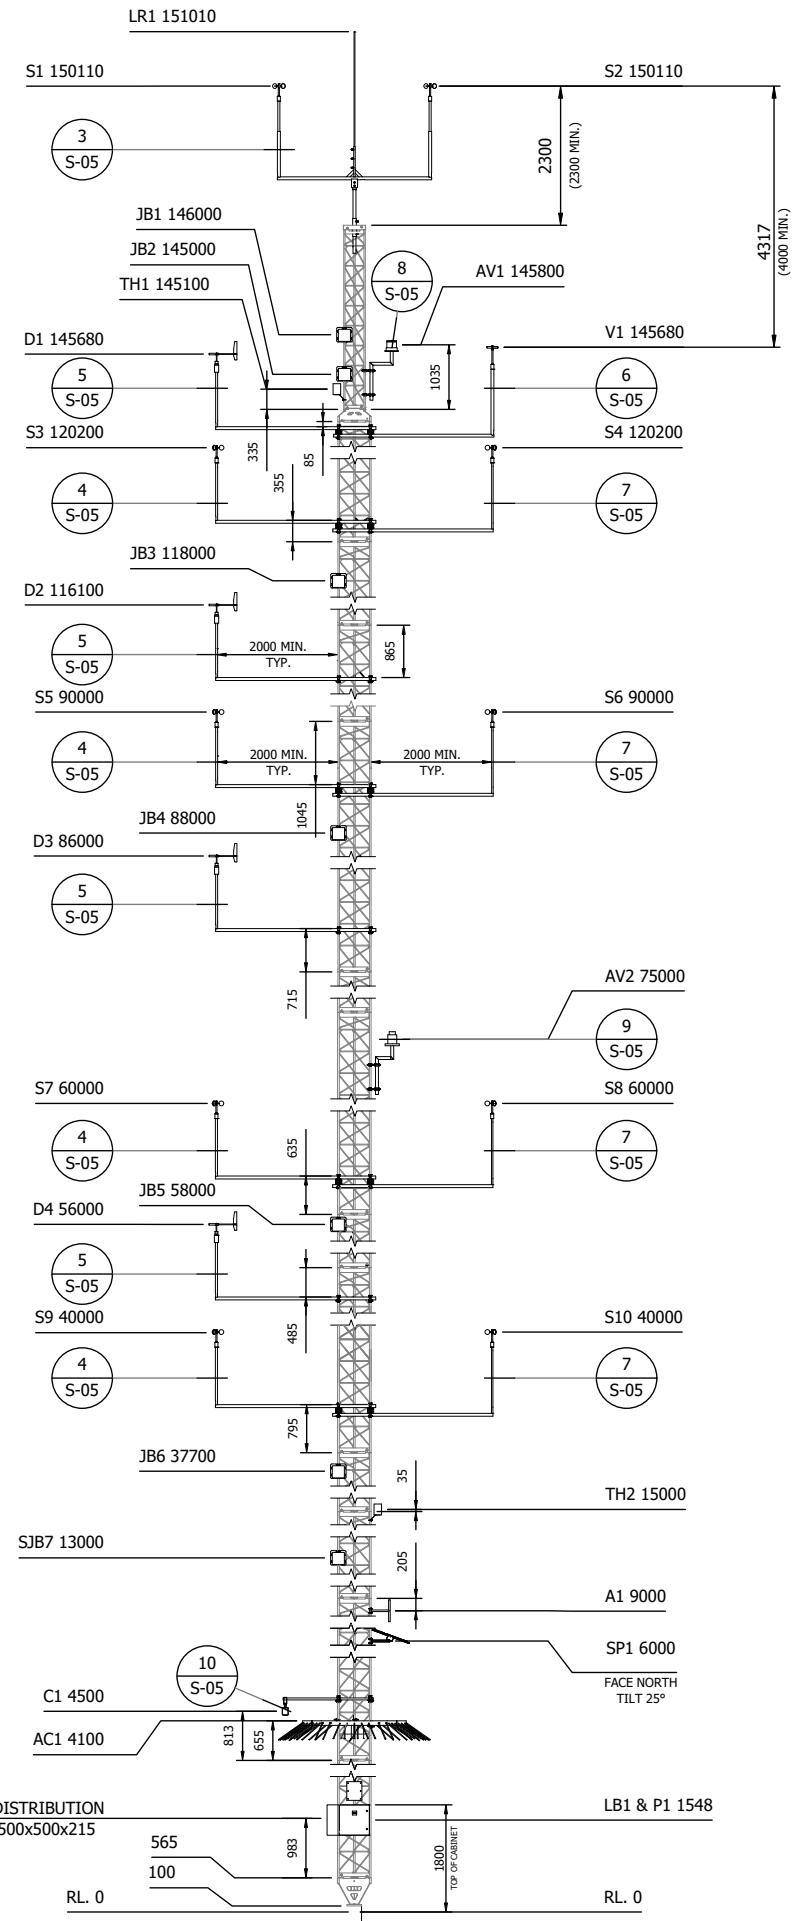 LR1 151010
S1 150110
S2 150110
3
S-05
2300
(2300 MIN.)
4317
(4000 MIN.)
JB1 146000
JB2 145000
TH1 145100
8
S-05
AV1 145800
D1 145680
V1 145680
5
S-05
1035
6
S-05
S3 120200
S4 120200
335
85
4
S-05
355
7
S-05
JB3 118000
D2 116100
5
S-05
2000 MIN.
TYP.
865
S5 90000
S6 90000
4
S-05
2000 MIN.
TYP.
2000 MIN.
TYP.
7
S-05
1045
JB4 88000
D3 86000
5
S-05
715
AV2 75000
9
S-05
S7 60000
S8 60000
4
S-05
635
7
S-05
JB5 58000
D4 56000
5
S-05
485
S9 40000
S10 40000
4
S-05
7
S-05
795
JB6 37700
35
TH2 15000
SJB7 13000
205
A1 9000
SP1 6000
FACE NORTH
TILT 25°
10
S-05
C1 4500
AC1 4100
813
655
DISTRIBUTION
500x500x215
LB1 & P1 1548
983
1800
TOP OF CABINET
565
100
RL. 0
RL. 0